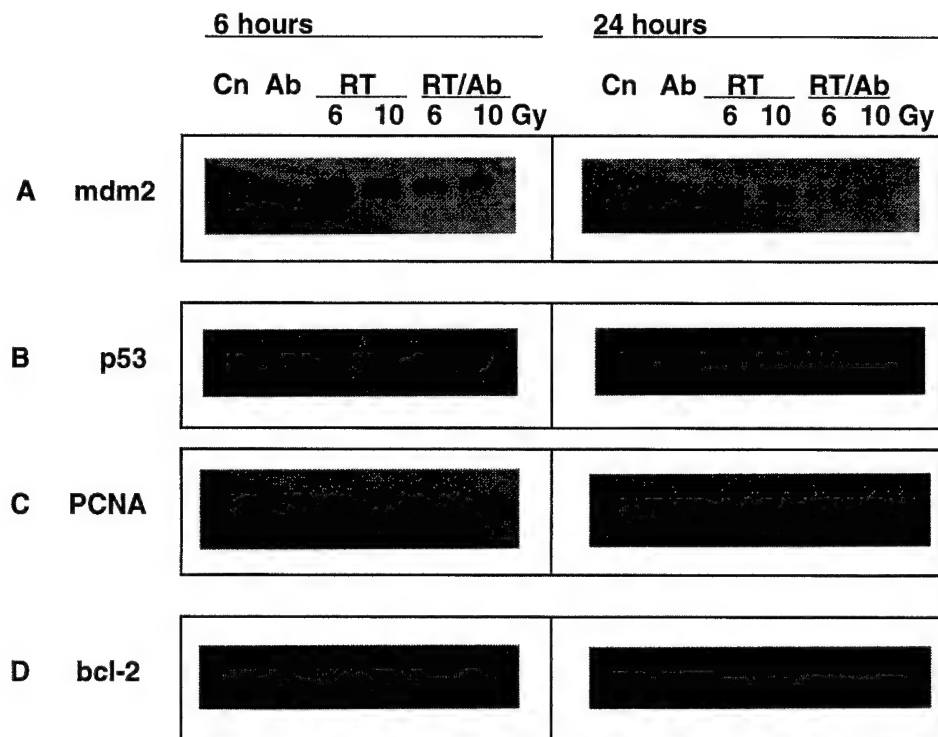 6 hours 24 hours
Cn Ab RT RT/Ab Cn Ab RT RT/Ab
6 10 6 10 Gy 6 10 6 10 Gy
A mdm2
B p53
C PCNA
D bcl-2